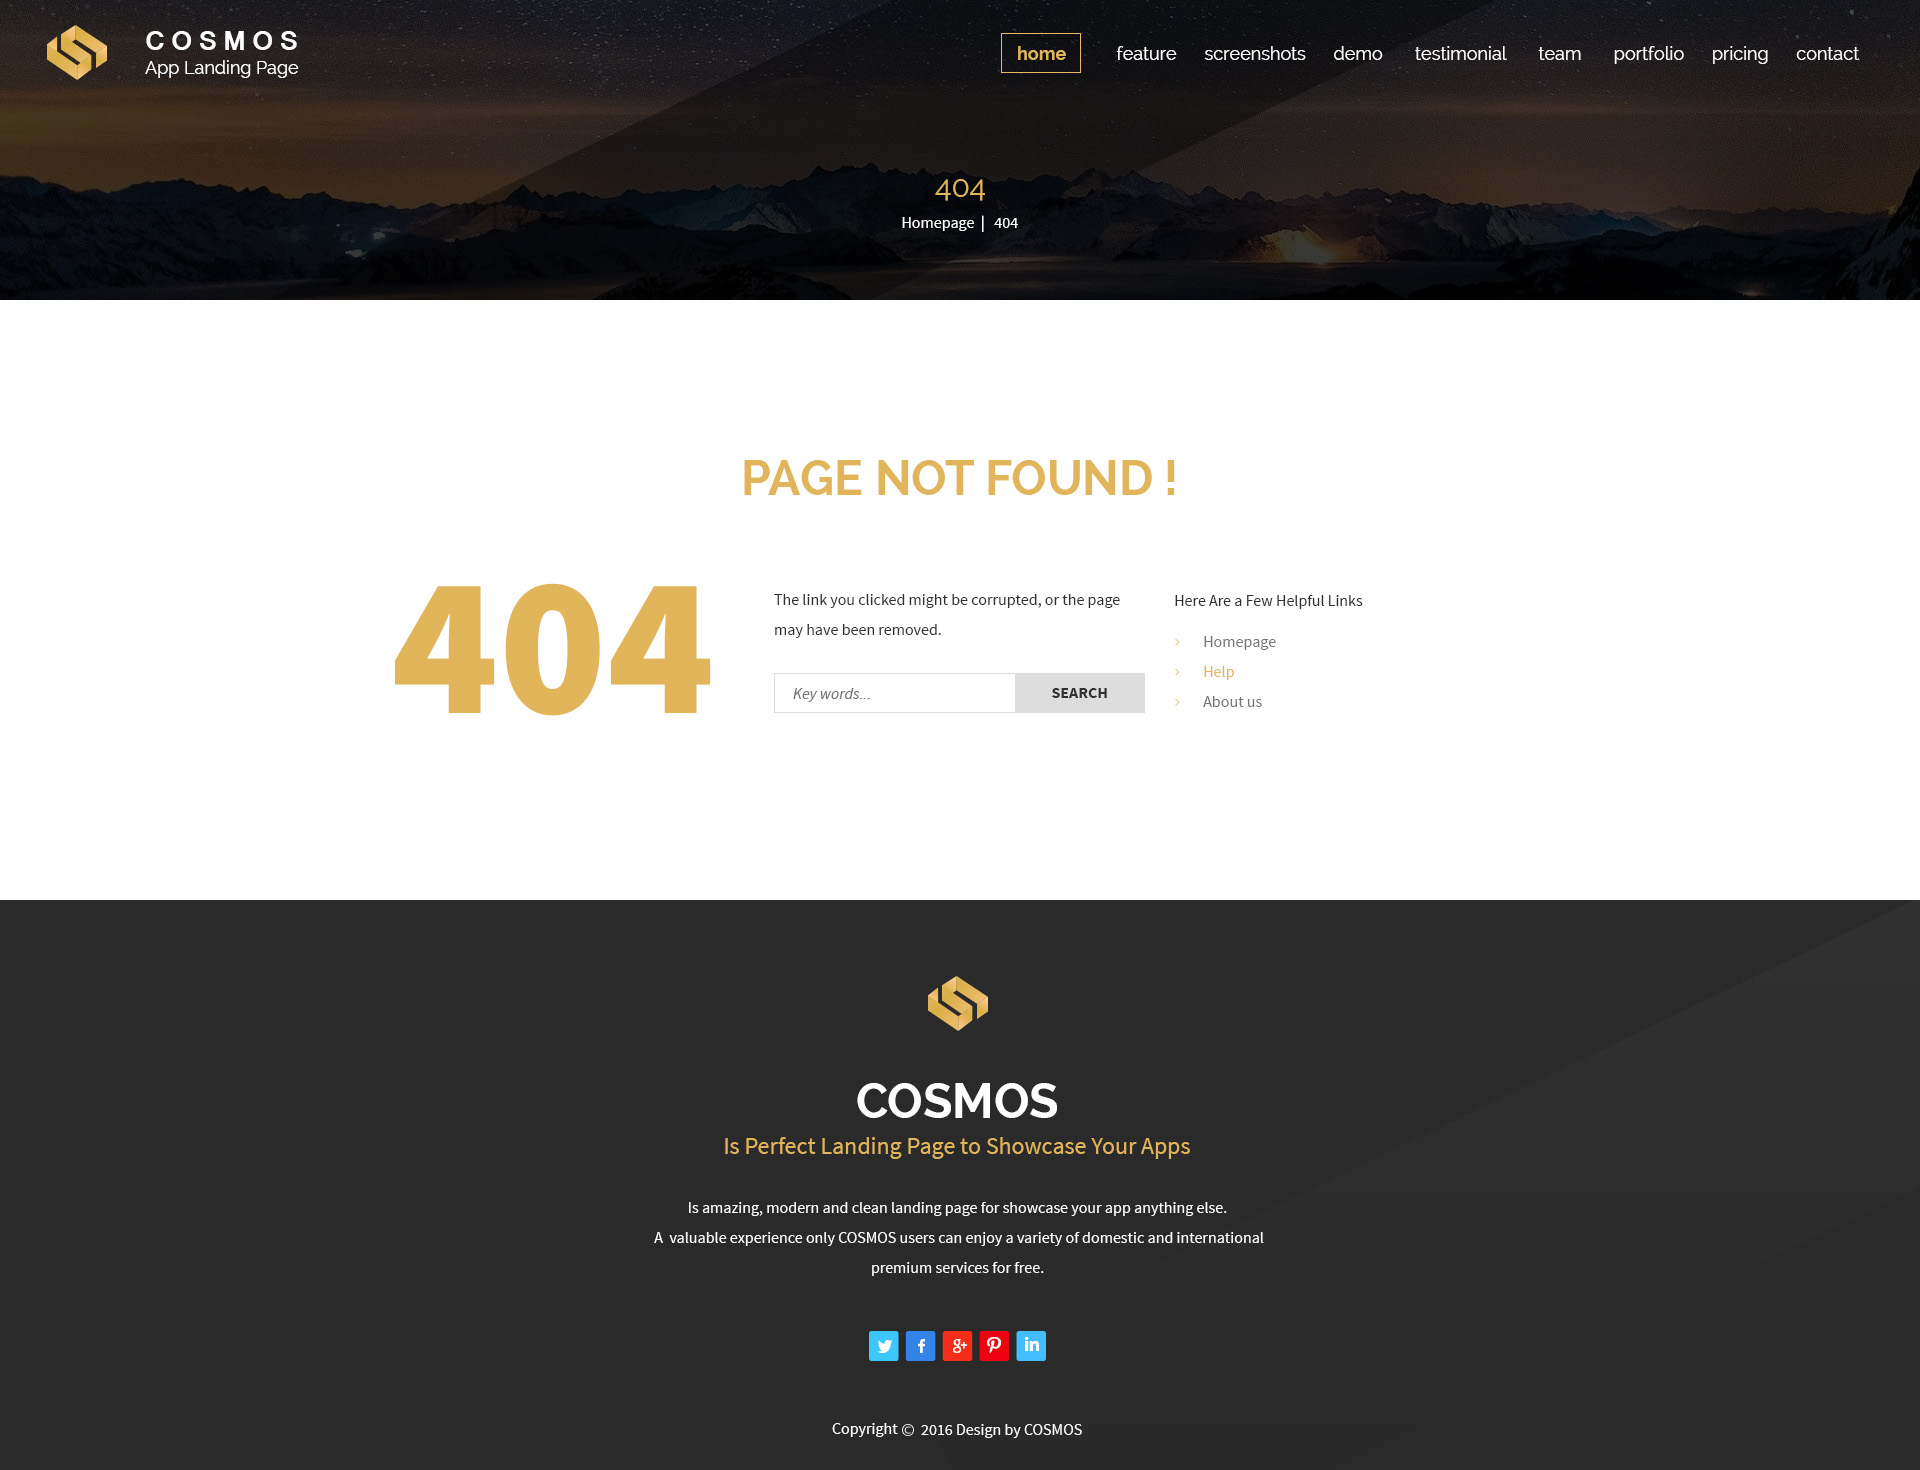 COSMOS
App Landing Page
home feature screenshots demo testimonial team portfolio pricing contact
404
Homepage | 404
PAGE NOT FOUND !
404
The link you clicked might be corrupted, or the page
may have been removed.
Key words... SEARCH
Here Are a Few Helpful Links
Homepage
Help
About us
COSMOS
Is Perfect Landing Page to Showcase Your Apps
Is amazing, modern and clean landing page for showcase your app anything else.
A valuable experience only COSMOS users can enjoy a variety of domestic and international
premium services for free.
Copyright © 2016 Design by COSMOS